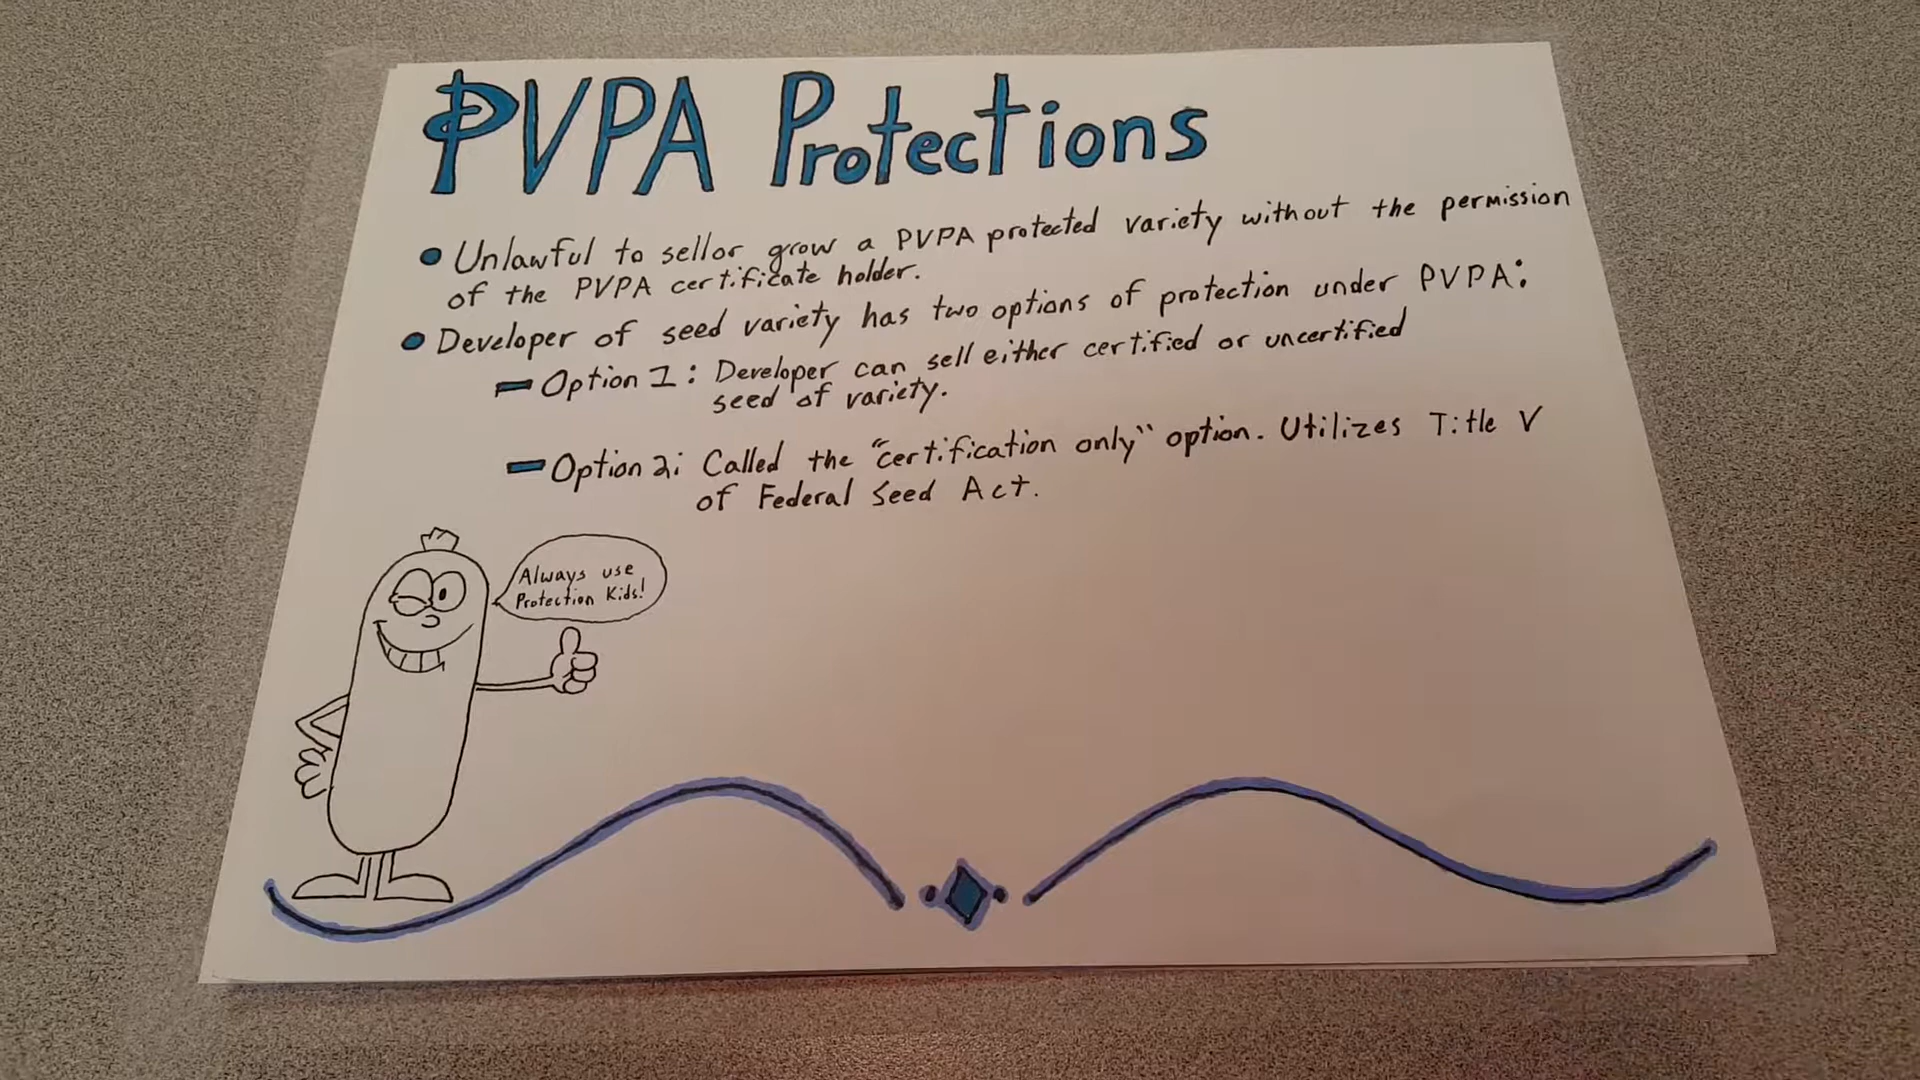 PVPA Protections
• Unlawful to sell or grow a PVPA protected variety without the permission
of the PVPA certificate holder.
• Developer of seed variety has two options of protection under PVPA:
- Option 1: Developer can sell either certified or uncertified
seed of variety.
- Option 2: Called the "certification only" option. Utilizes Title V
of Federal Seed Act.
Always use
Protection Kids!